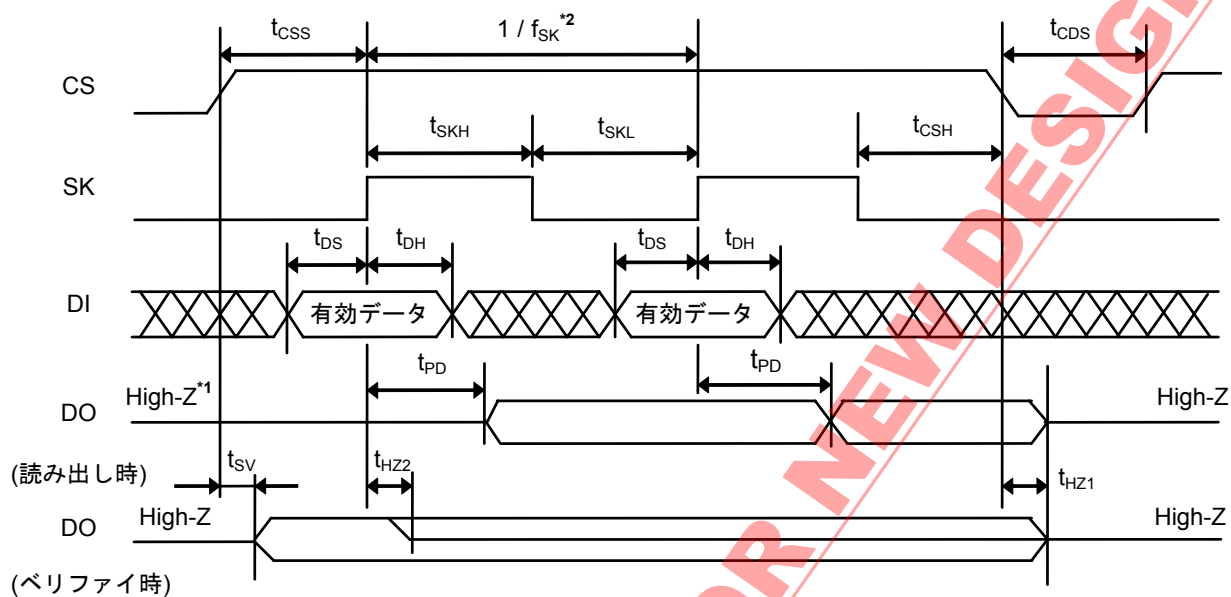 tCSS
1 / fSK*2
tCDS
CS
tSKH
tSKL
tCSH
SK
tDS
tDH
tDS
tDH
DI
有効データ
有効データ
tPD
tPD
High-Z*1
High-Z
DO
(読み出し時)
tSV
tHZ2
tHZ1
High-Z
High-Z
DO
(ベリファイ時)
OR NEW DESIG